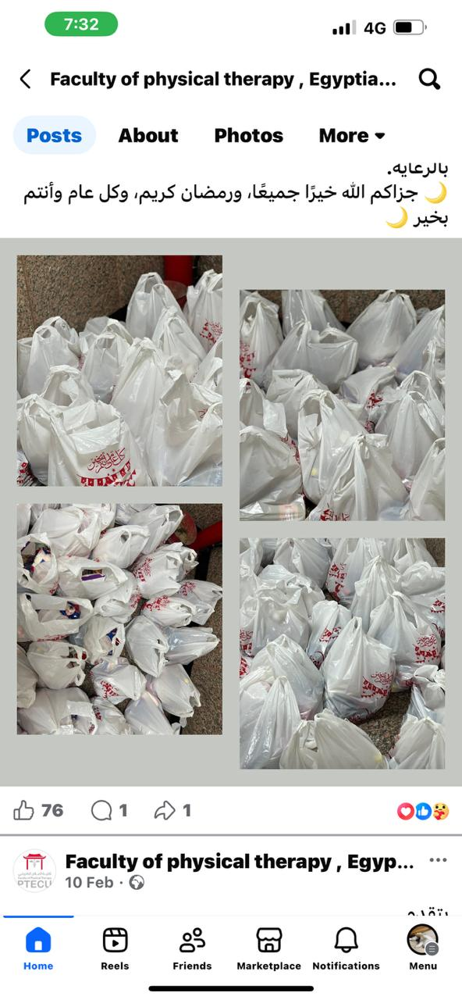 7:32
4G
Faculty of physical therapy , Egyptia...
Posts About Photos More
بالرعايه.
🌙 جزاكم الله خيرًا جميعًا، ورمضان كريم، وكل عام وأنتم
بخير 🌙
76 1 1
Faculty of physical therapy , Egyp...
10 Feb ·
PTECU
Home Reels Friends Marketplace Notifications Menu